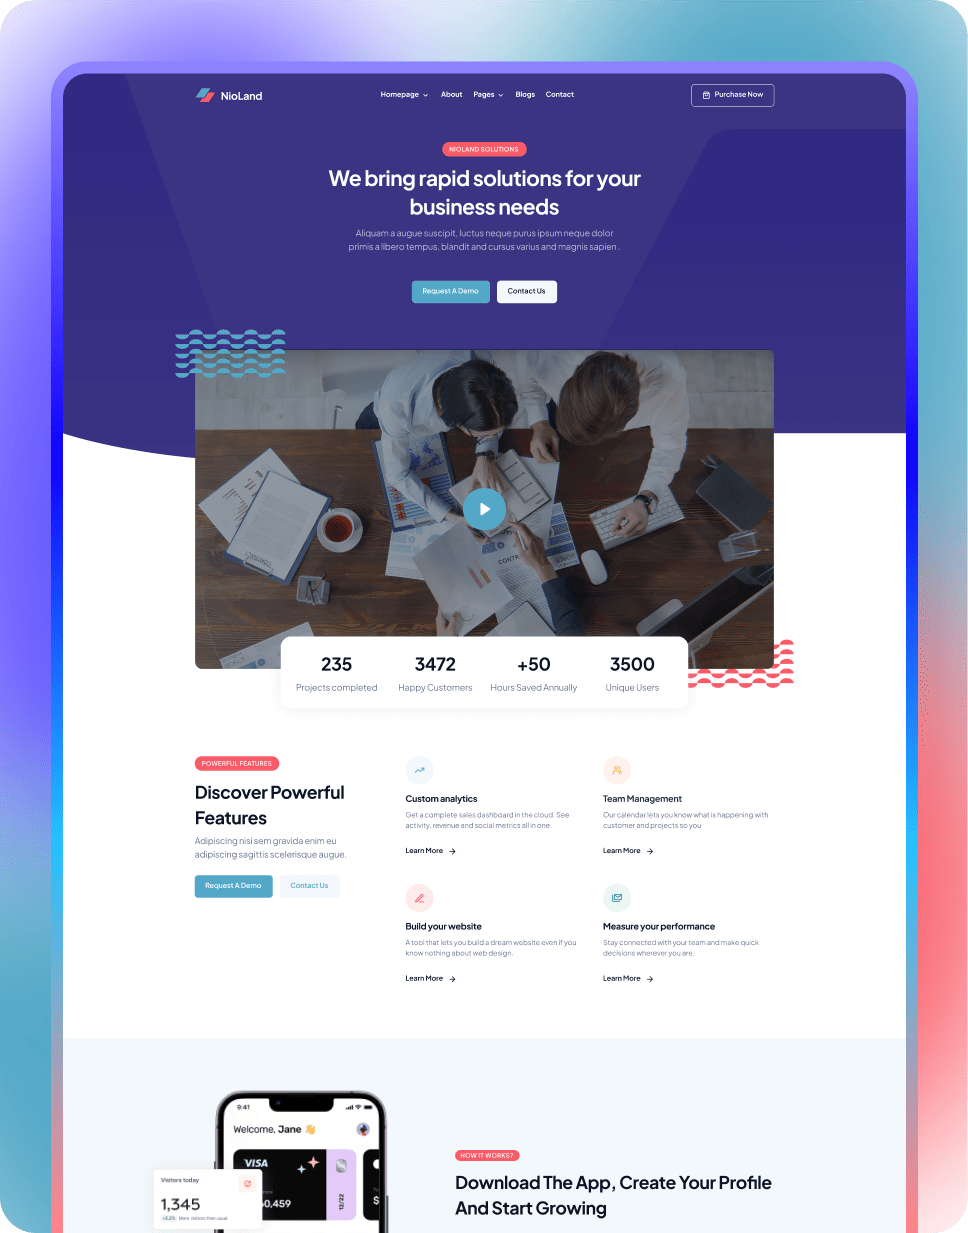 NioLand
Homepage
About
Pages
Blogs
Contact
Purchase Now
NIOLAND SOLUTIONS
We bring rapid solutions for your
business needs
Aliquam a augue suscipit, luctus neque purus ipsum neque dolor
primis a libero tempus, blandit and cursus varius and magnis sapien .
Request A Demo
Contact Us
235
3472
+50
3500
Projects completed
Happy Customers
Hours Saved Annually
Unique Users
POWERFUL FEATURES
Discover Powerful
Features
Adipiscing nisi sem gravida enim eu
adipiscing sagittis scelerisque augue.
Request A Demo
Contact Us
Custom analytics
Get a complete sales dashboard in the cloud. See
activity, revenue and social metrics all in one.
Learn More
Team Management
Our calendar lets you know what is happening with
customer and projects so you
Learn More
Build your website
A tool that lets you build a dream website even if you
know nothing about web design.
Learn More
Measure your performance
Stay connected with your team and make quick
decisions wherever you are.
Learn More
9:41
Welcome, Jane 👋
VISA
0,459
12/22
$
Visitors today
1,345
+5.2% More visitors than usual
HOW IT WORKS?
Download The App, Create Your Profile
And Start Growing